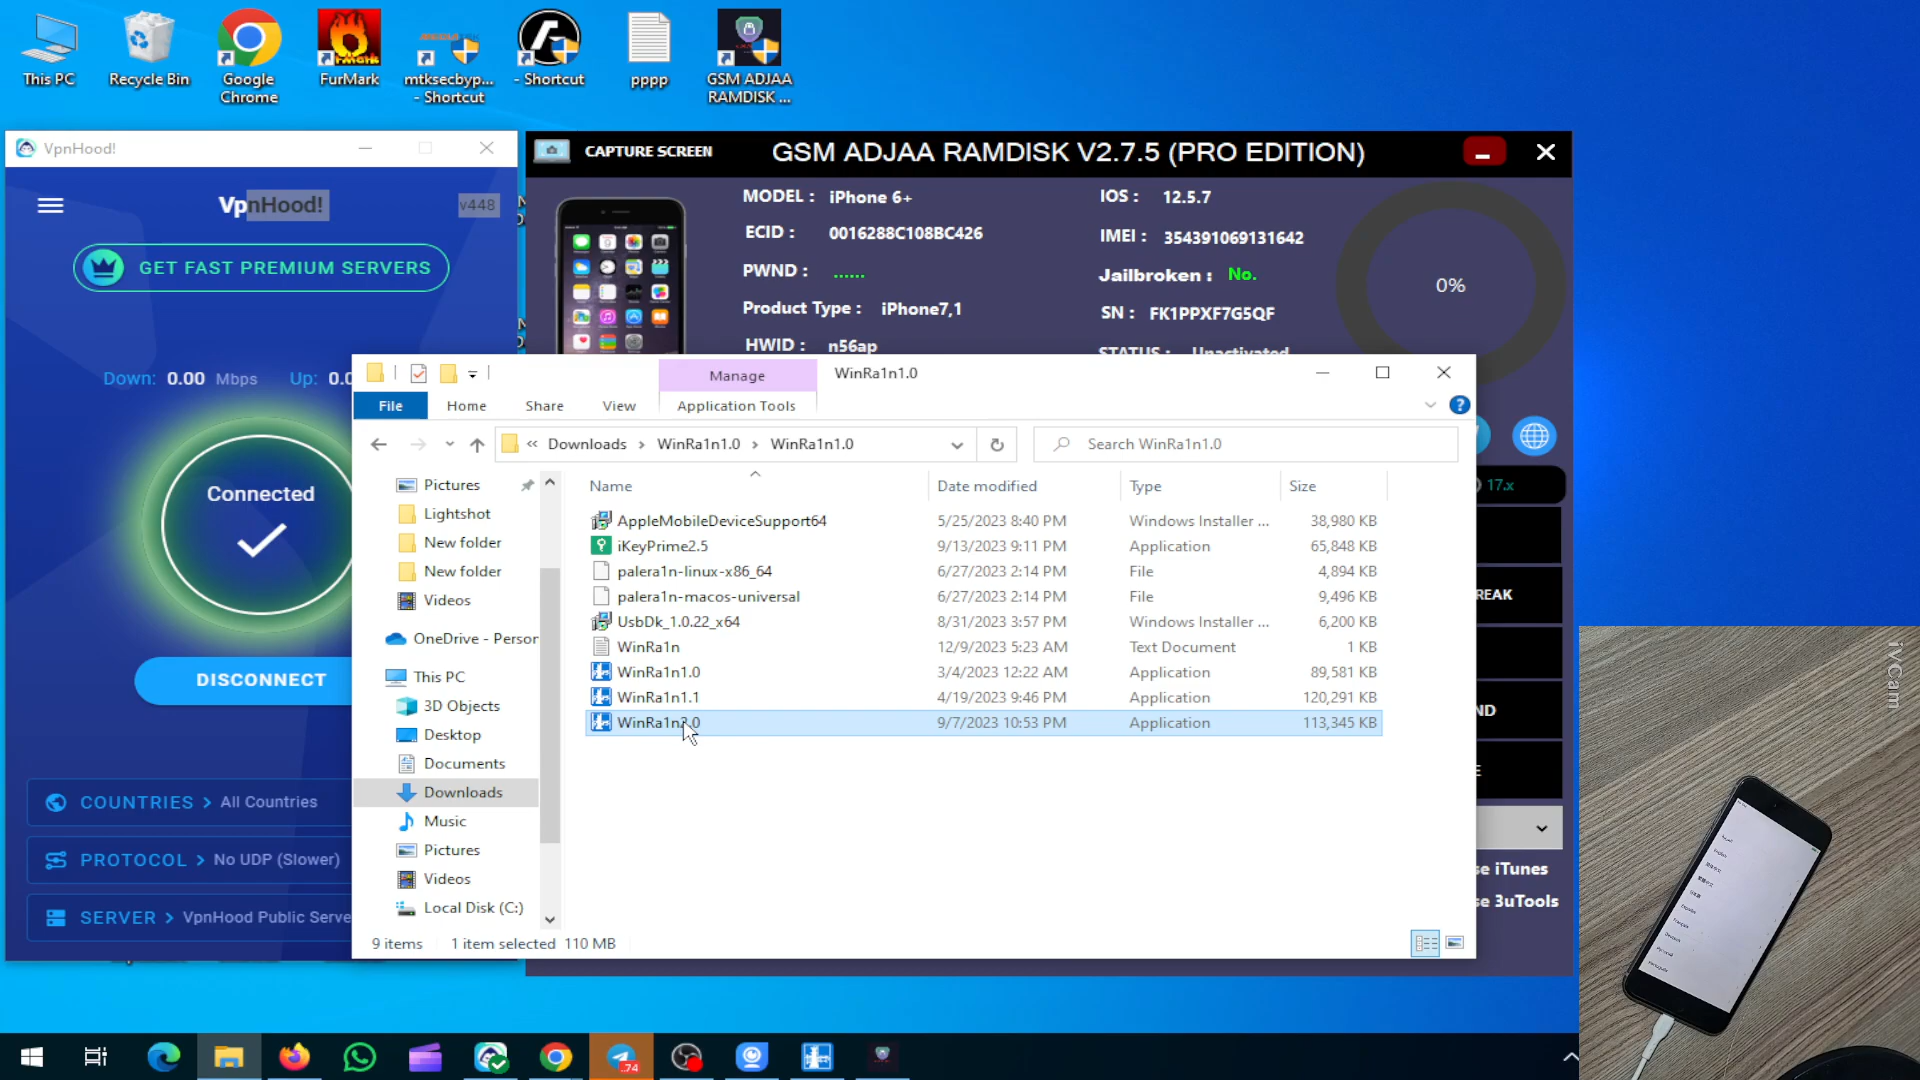 This PC
Recycle Bin
Google
Chrome
FurMark
mtksecbyp...
- Shortcut
- Shortcut
pppp
GSM ADJAA
RAMDISK ...
VpnHood!
VpnHood!
v448
GET FAST PREMIUM SERVERS
Down: 0.00 Mbps Up: 0.0
Connected
DISCONNECT
COUNTRIES > All Countries
PROTOCOL > No UDP (Slower)
SERVER > VpnHood Public Serve
CAPTURE SCREEN
GSM ADJAA RAMDISK V2.7.5 (PRO EDITION)
MODEL : iPhone 6+
ECID : 0016288C108BC426
PWND : ......
Product Type : iPhone7,1
HWID : n56ap
IOS : 12.5.7
IMEI : 354391069131642
Jailbroken : No.
SN : FK1PPXF7G5QF
STATUS : Unactivated
0%
17.x
REAK
ND
E
se iTunes
se 3uTools
Manage
WinRa1n1.0
File
Home
Share
View
Application Tools
« Downloads > WinRa1n1.0 > WinRa1n1.0
Search WinRa1n1.0
Pictures
Lightshot
New folder
New folder
Videos
OneDrive - Person
This PC
3D Objects
Desktop
Documents
Downloads
Music
Pictures
Videos
Local Disk (C:)
Name Date modified Type Size
AppleMobileDeviceSupport64 5/25/2023 8:40 PM Windows Installer ... 38,980 KB
iKeyPrime2.5 9/13/2023 9:11 PM Application 65,848 KB
palera1n-linux-x86_64 6/27/2023 2:14 PM File 4,894 KB
palera1n-macos-universal 6/27/2023 2:14 PM File 9,496 KB
UsbDk_1.0.22_x64 8/31/2023 3:57 PM Windows Installer ... 6,200 KB
WinRa1n 12/9/2023 5:23 AM Text Document 1 KB
WinRa1n1.0 3/4/2023 12:22 AM Application 89,581 KB
WinRa1n1.1 4/19/2023 9:46 PM Application 120,291 KB
WinRa1n2.0 9/7/2023 10:53 PM Application 113,345 KB
9 items 1 item selected 110 MB
iVCam
74